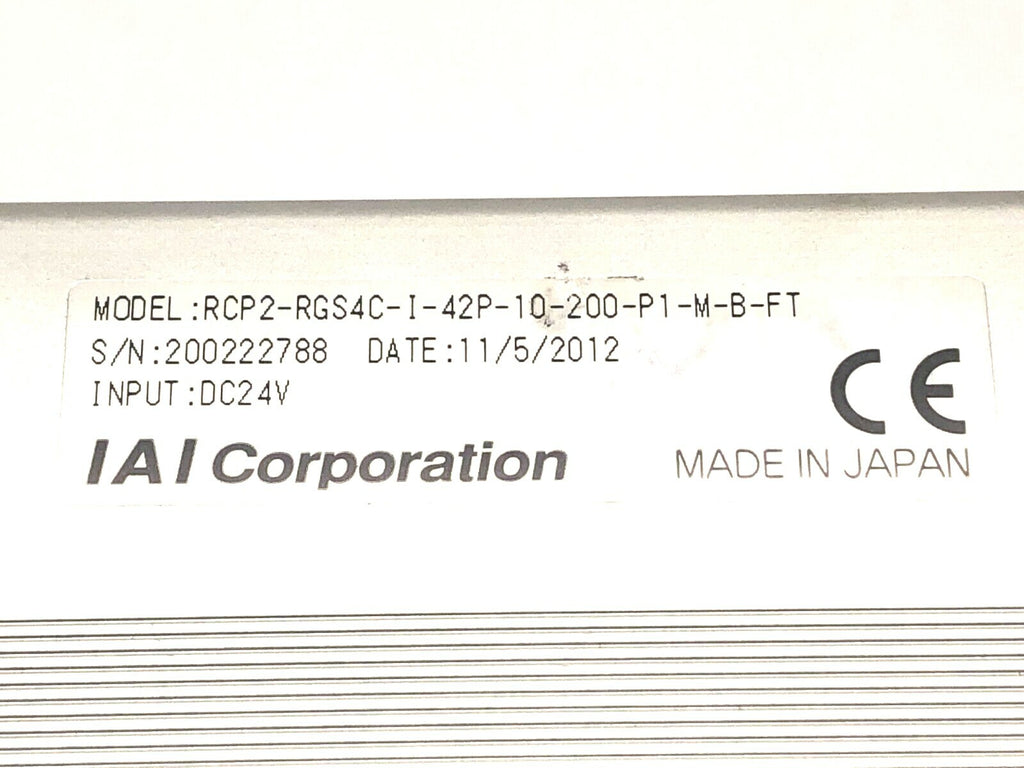 MODEL:RCP2-RGS4C-I-42P-10-200-P1-M-B-FT
S/N:200222788 DATE:11/5/2012
INPUT:DC24V
CE
IAI Corporation
MADE IN JAPAN